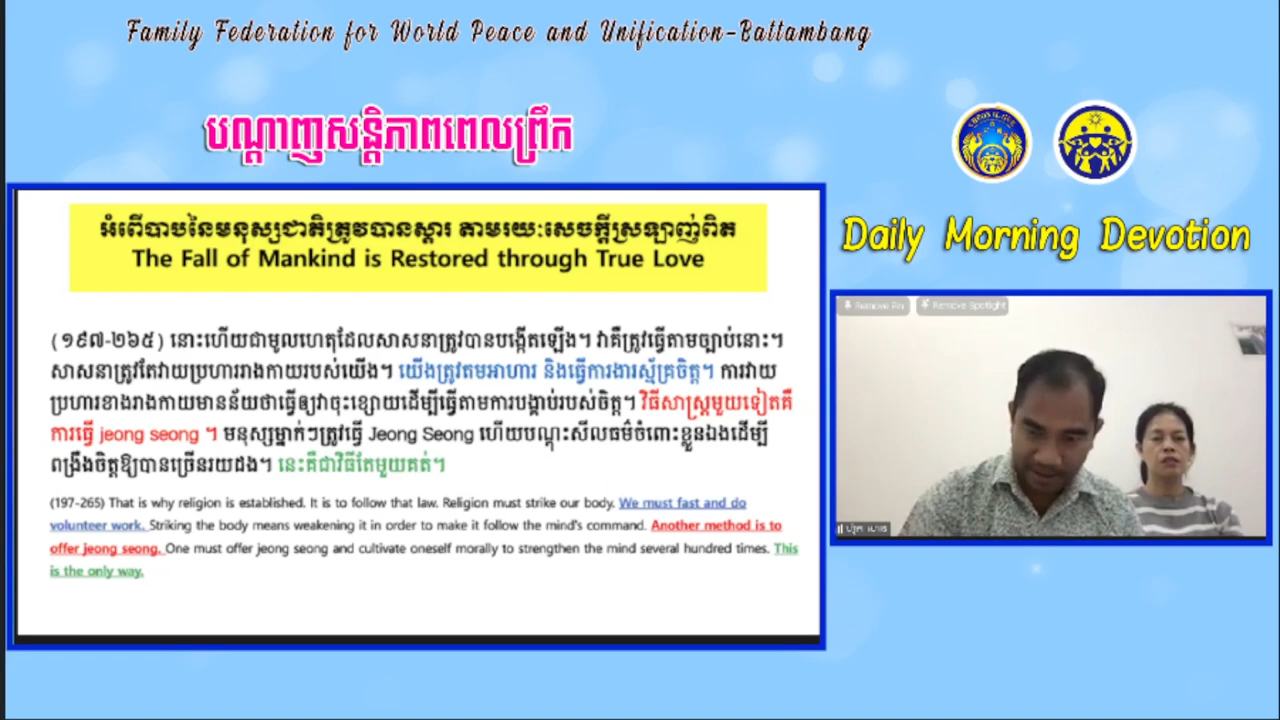 Family Federation for World Peace and Unification-Battambang
បណ្តាញសន្តិភាពពេលព្រឹក
អំពើបាបនៃមនុស្សជាតិត្រូវបានស្តារ តាមរយៈសេចក្តីស្រឡាញ់ពិត
The Fall of Mankind is Restored through True Love
(១៩៧-២៦៥) នោះហើយជាមូលហេតុដែលសាសនាត្រូវបានបង្កើតឡើង។ វាគឺត្រូវធ្វើតាមច្បាប់នោះ។
សាសនាត្រូវតែវាយប្រហាររាងកាយរបស់យើង។ យើងត្រូវតមអាហារ និងធ្វើការងារស្ម័គ្រចិត្ត។ ការវាយ
ប្រហារខាងរាងកាយមានន័យថាធ្វើឲ្យវាចុះខ្សោយដើម្បីធ្វើតាមការបង្គាប់របស់ចិត្ត។ វិធីសាស្ត្រមួយទៀតគឺ
ការធ្វើ jeong seong ។ មនុស្សម្នាក់ៗត្រូវធ្វើ Jeong Seong ហើយបណ្តុះសីលធម៌ចំពោះខ្លួនឯងដើម្បី
ពង្រឹងចិត្តឱ្យបានច្រើនរយដង។ នេះគឺជាវិធីតែមួយគត់។
(197-265) That is why religion is established. It is to follow that law. Religion must strike our body. We must fast and do
volunteer work. Striking the body means weakening it in order to make it follow the mind's command. Another method is to
offer jeong seong. One must offer jeong seong and cultivate oneself morally to strengthen the mind several hundred times. This
is the only way.
Daily Morning Devotion
Remove Pin Remove Spotlight